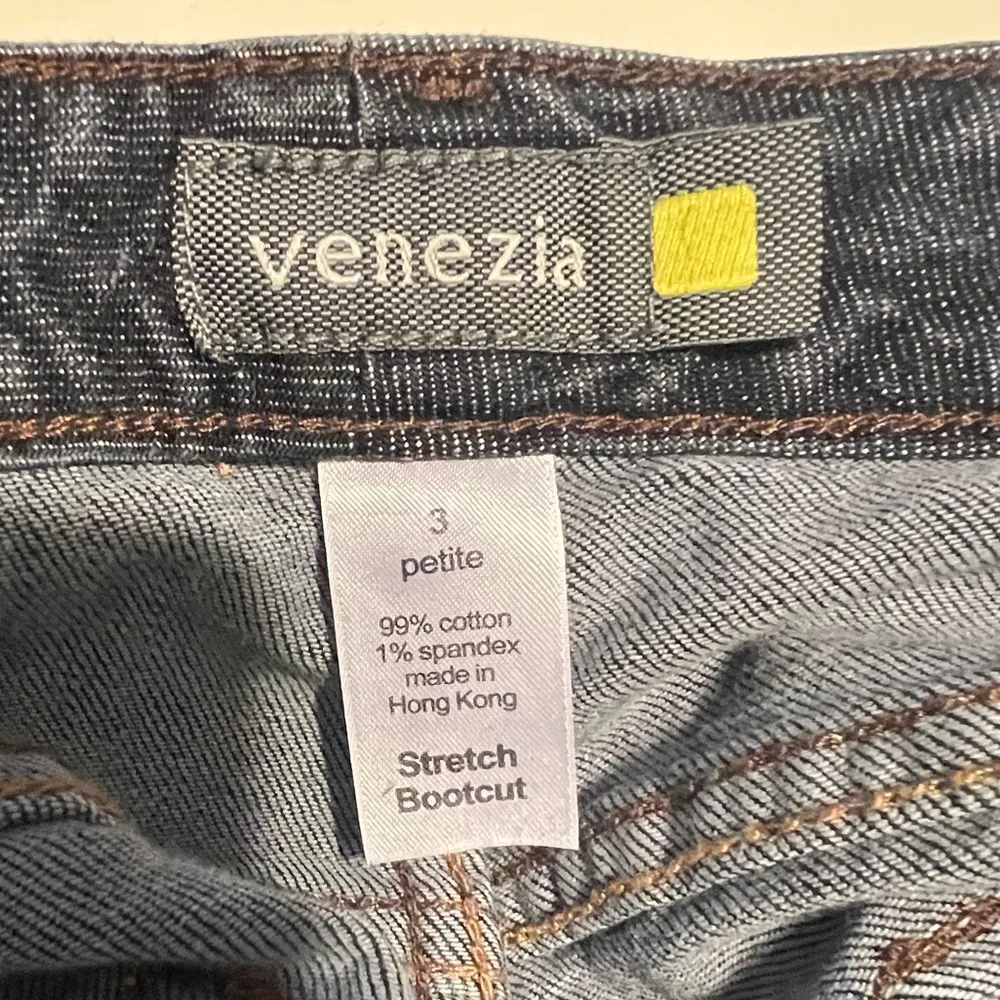 venezia
3
petite
99% cotton
1% spandex
made in
Hong Kong
Stretch
Bootcut